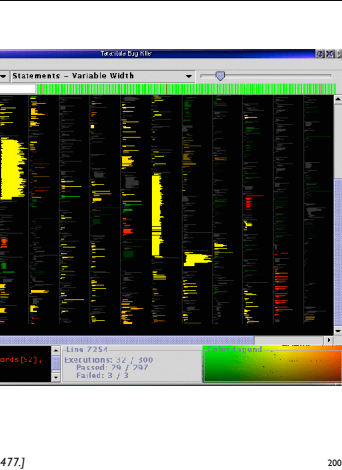 Tarantula Bug Killer
Statements - Variable Width
ords[52],
Line 7254
Executions: 32 / 300
Passed: 29 / 297
Failed: 3 / 3
477.]
200